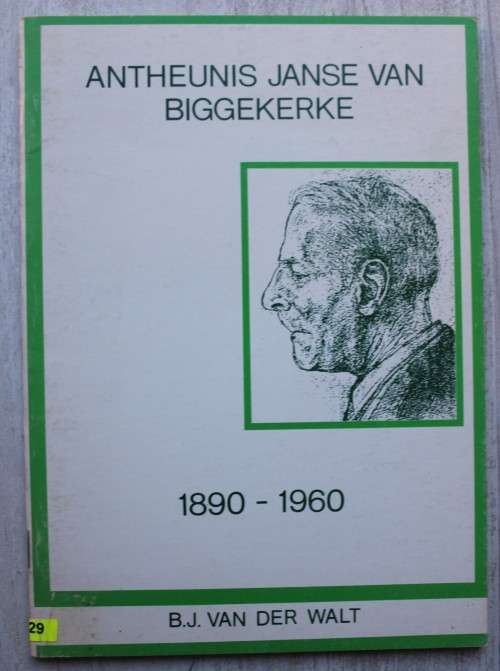 ANTHEUNIS JANSE VAN
BIGGEKERKE
1890 - 1960
B.J. VAN DER WALT
29